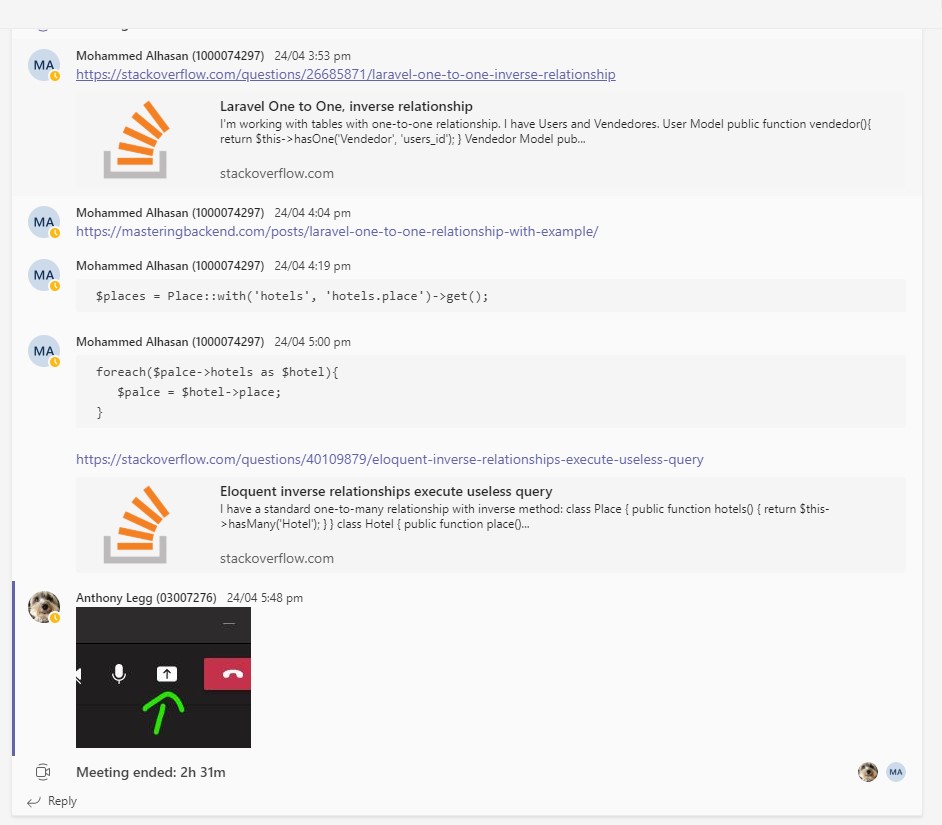 Mohammed Alhasan (1000074297) 24/04 3:53 pm
https://stackoverflow.com/questions/26685871/laravel-one-to-one-inverse-relationship
Laravel One to One, inverse relationship
I'm working with tables with one-to-one relationship. I have Users and Vendedores. User Model public function vendedor(){
return $this->hasOne('Vendedor', 'users_id'); } Vendedor Model pub...
stackoverflow.com
MA
Mohammed Alhasan (1000074297) 24/04 4:04 pm
https://masteringbackend.com/posts/laravel-one-to-one-relationship-with-example/
MA
Mohammed Alhasan (1000074297) 24/04 4:19 pm
MA
$places = Place::with('hotels', 'hotels.place')->get();
Mohammed Alhasan (1000074297) 24/04 5:00 pm
MA
foreach($palce->hotels as $hotel){
$palce = $hotel->place;
}
https://stackoverflow.com/questions/40109879/eloquent-inverse-relationships-execute-useless-query
Eloquent inverse relationships execute useless query
I have a standard one-to-many relationship with inverse method: class Place { public function hotels() { return $this-
>hasMany('Hotel'); } } class Hotel { public function place()...
stackoverflow.com
Anthony Legg (03007276) 24/04 5:48 pm
Meeting ended: 2h 31m
MA
Reply